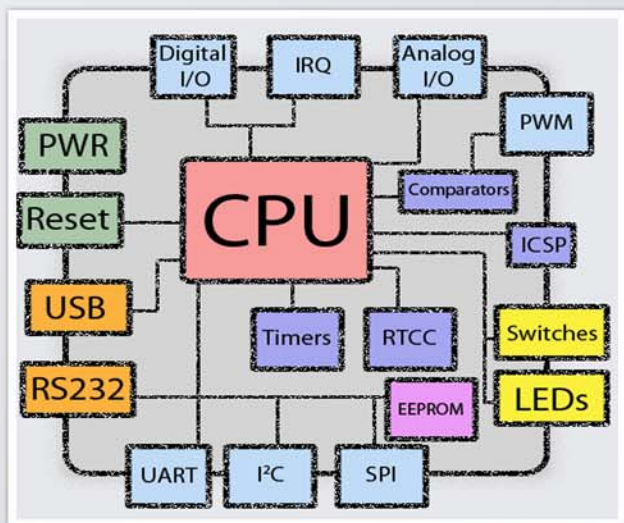 Digital
I/O
IRQ
Analog
I/O
PWM
PWR
Comparators
CPU
Reset
ICSP
USB
Timers
RTCC
Switches
RS232
EEPROM
LEDs
UART
I²C
SPI